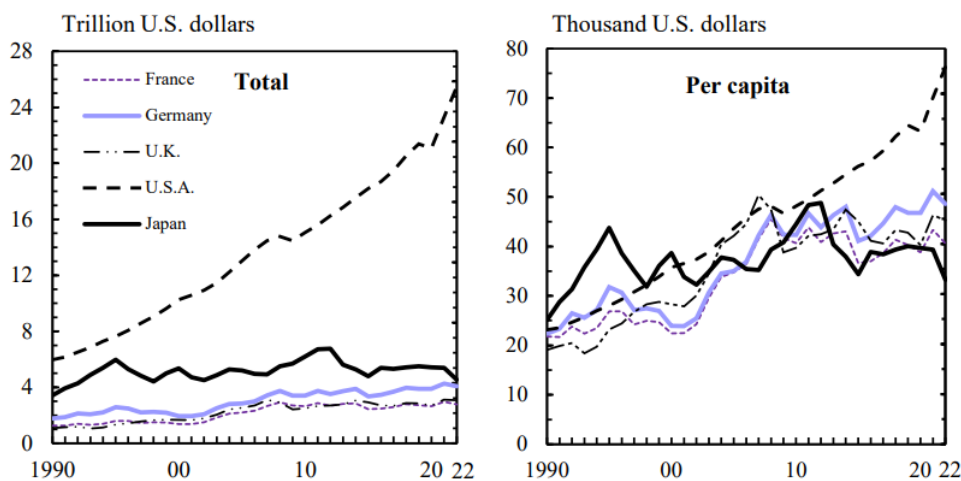 Trillion U.S. dollars
28
24
20
16
12
8
4
0
Total
France
Germany
U.K.
U.S.A.
Japan
1990 00 10 20 22
Thousand U.S. dollars
80
70
60
50
40
30
20
10
0
Per capita
1990 00 10 20 22